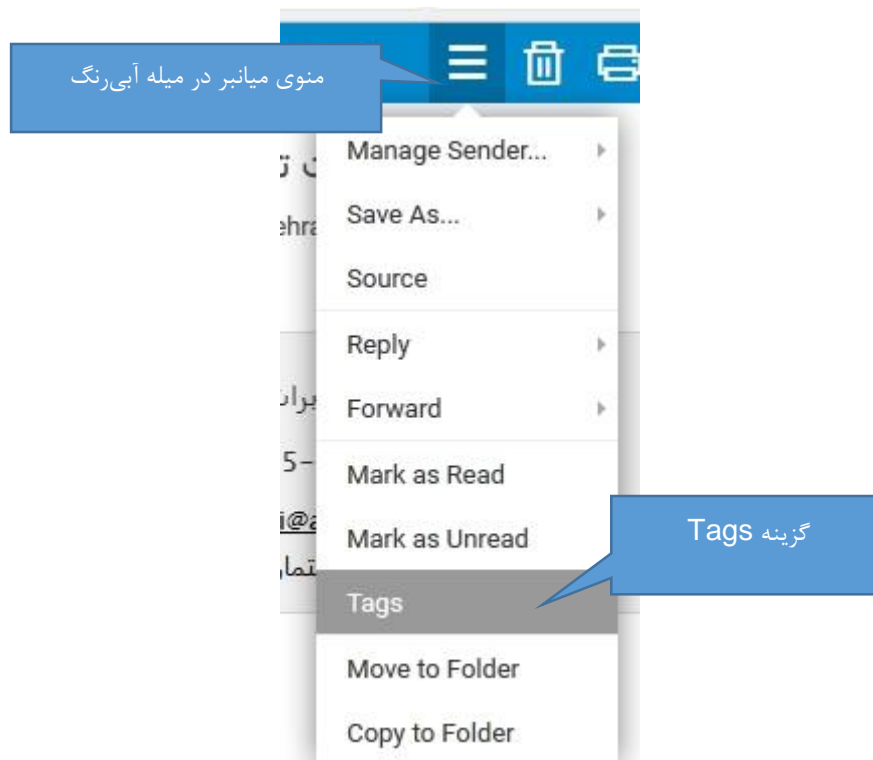 منوی میانبر در میله آبی‌رنگ
Manage Sender...
Save As...
Source
Reply
Forward
5-
Mark as Read
i@a
Mark as Unread
گزینه Tags
Tags
Move to Folder
Copy to Folder